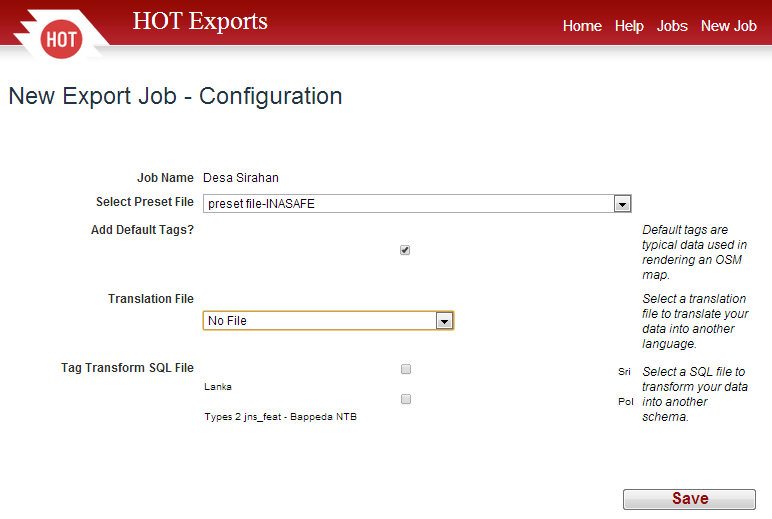 HOT
HOT Exports
Home Help Jobs New Job
New Export Job - Configuration
Job Name Desa Sirahan
Select Preset File preset file-INASAFE
Add Default Tags?
Default tags are
typical data used in
rendering an OSM
map.
Translation File
No File
Select a translation
file to translate your
data into another
language.
Tag Transform SQL File
Sri
Lanka
Pol
Types 2 jns_feat - Bappeda NTB
Select a SQL file to
transform your data
into another
schema.
Save